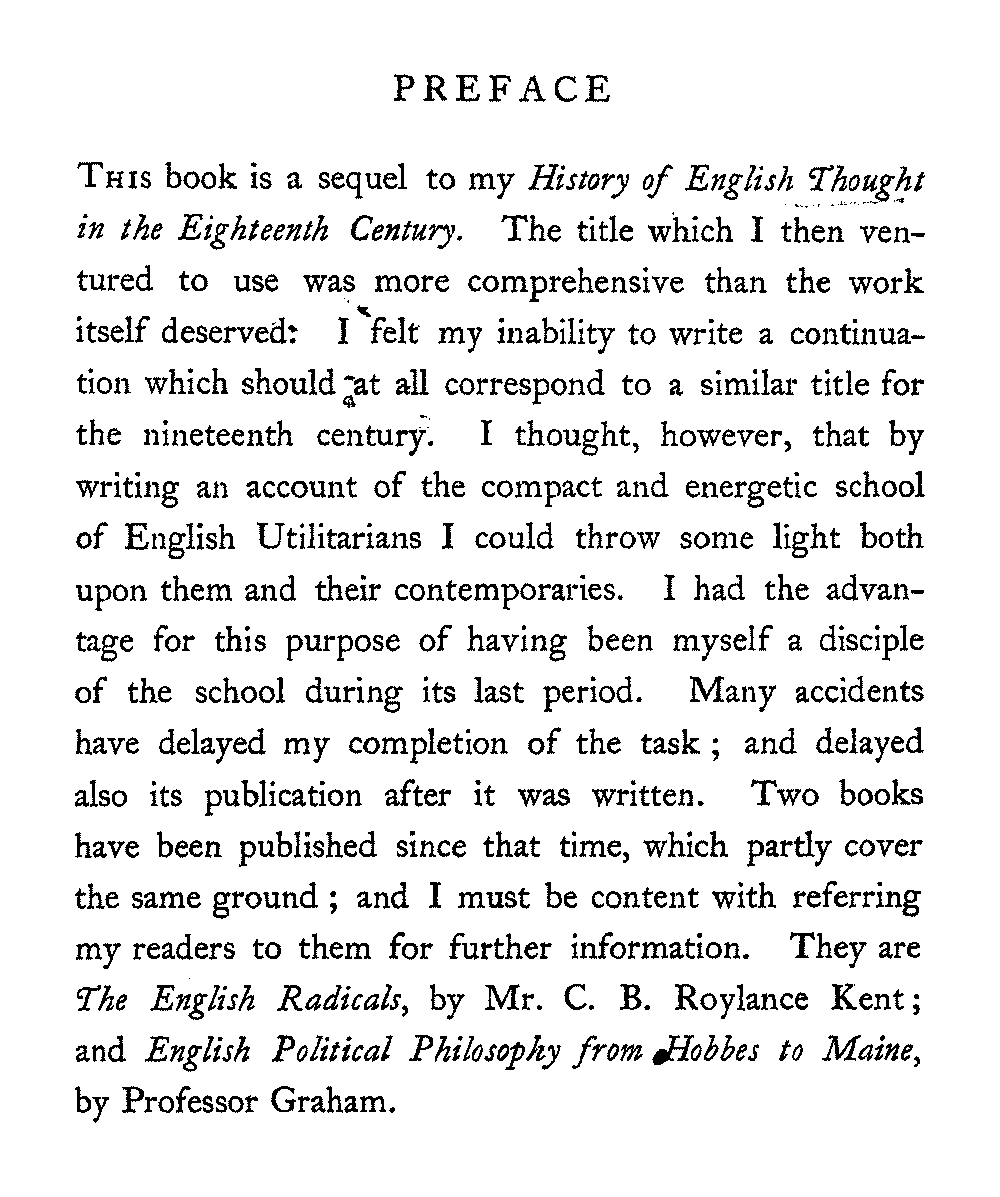 PREFACE
THIS book is a sequel to my History of English Thought
in the Eighteenth Century. The title which I then ven-
tured to use was more comprehensive than the work
itself deserved: I felt my inability to write a continua-
tion which should at all correspond to a similar title for
the nineteenth century. I thought, however, that by
writing an account of the compact and energetic school
of English Utilitarians I could throw some light both
upon them and their contemporaries. I had the advan-
tage for this purpose of having been myself a disciple
of the school during its last period. Many accidents
have delayed my completion of the task ; and delayed
also its publication after it was written. Two books
have been published since that time, which partly cover
the same ground ; and I must be content with referring
my readers to them for further information. They are
The English Radicals, by Mr. C. B. Roylance Kent ;
and English Political Philosophy from Hobbes to Maine,
by Professor Graham.